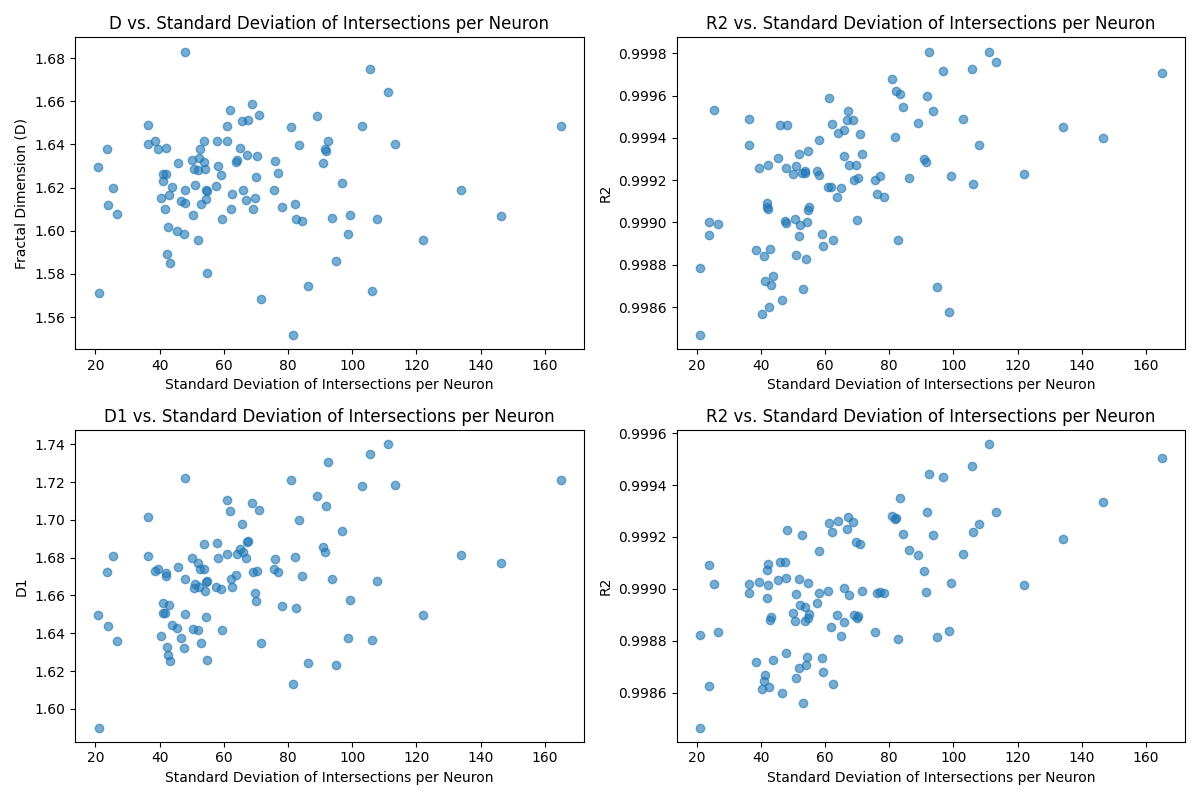 D vs. Standard Deviation of Intersections per Neuron
Fractal Dimension (D)
1.68
1.66
1.64
1.62
1.60
1.58
1.56
20 40 60 80 100 120 140 160
Standard Deviation of Intersections per Neuron
R2 vs. Standard Deviation of Intersections per Neuron
R2
0.9998
0.9996
0.9994
0.9992
0.9990
0.9988
0.9986
20 40 60 80 100 120 140 160
Standard Deviation of Intersections per Neuron
D1 vs. Standard Deviation of Intersections per Neuron
D1
1.74
1.72
1.70
1.68
1.66
1.64
1.62
1.60
20 40 60 80 100 120 140 160
Standard Deviation of Intersections per Neuron
R2 vs. Standard Deviation of Intersections per Neuron
R2
0.9996
0.9994
0.9992
0.9990
0.9988
0.9986
20 40 60 80 100 120 140 160
Standard Deviation of Intersections per Neuron